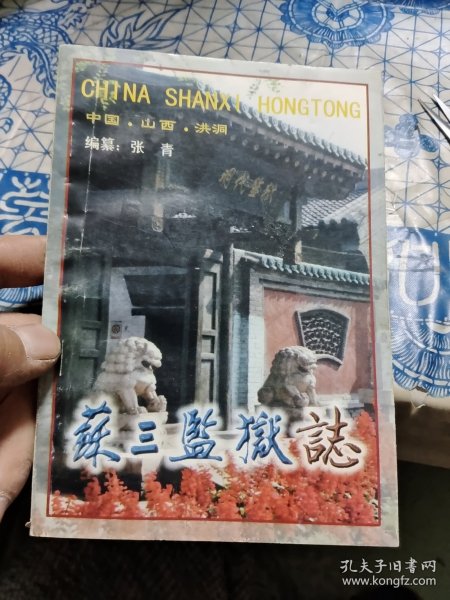 CHINA SHANXI HONGTONG
中国·山西·洪洞
编纂：张 青
蘇三監獄誌
孔夫子旧书网
www.kongfz.com